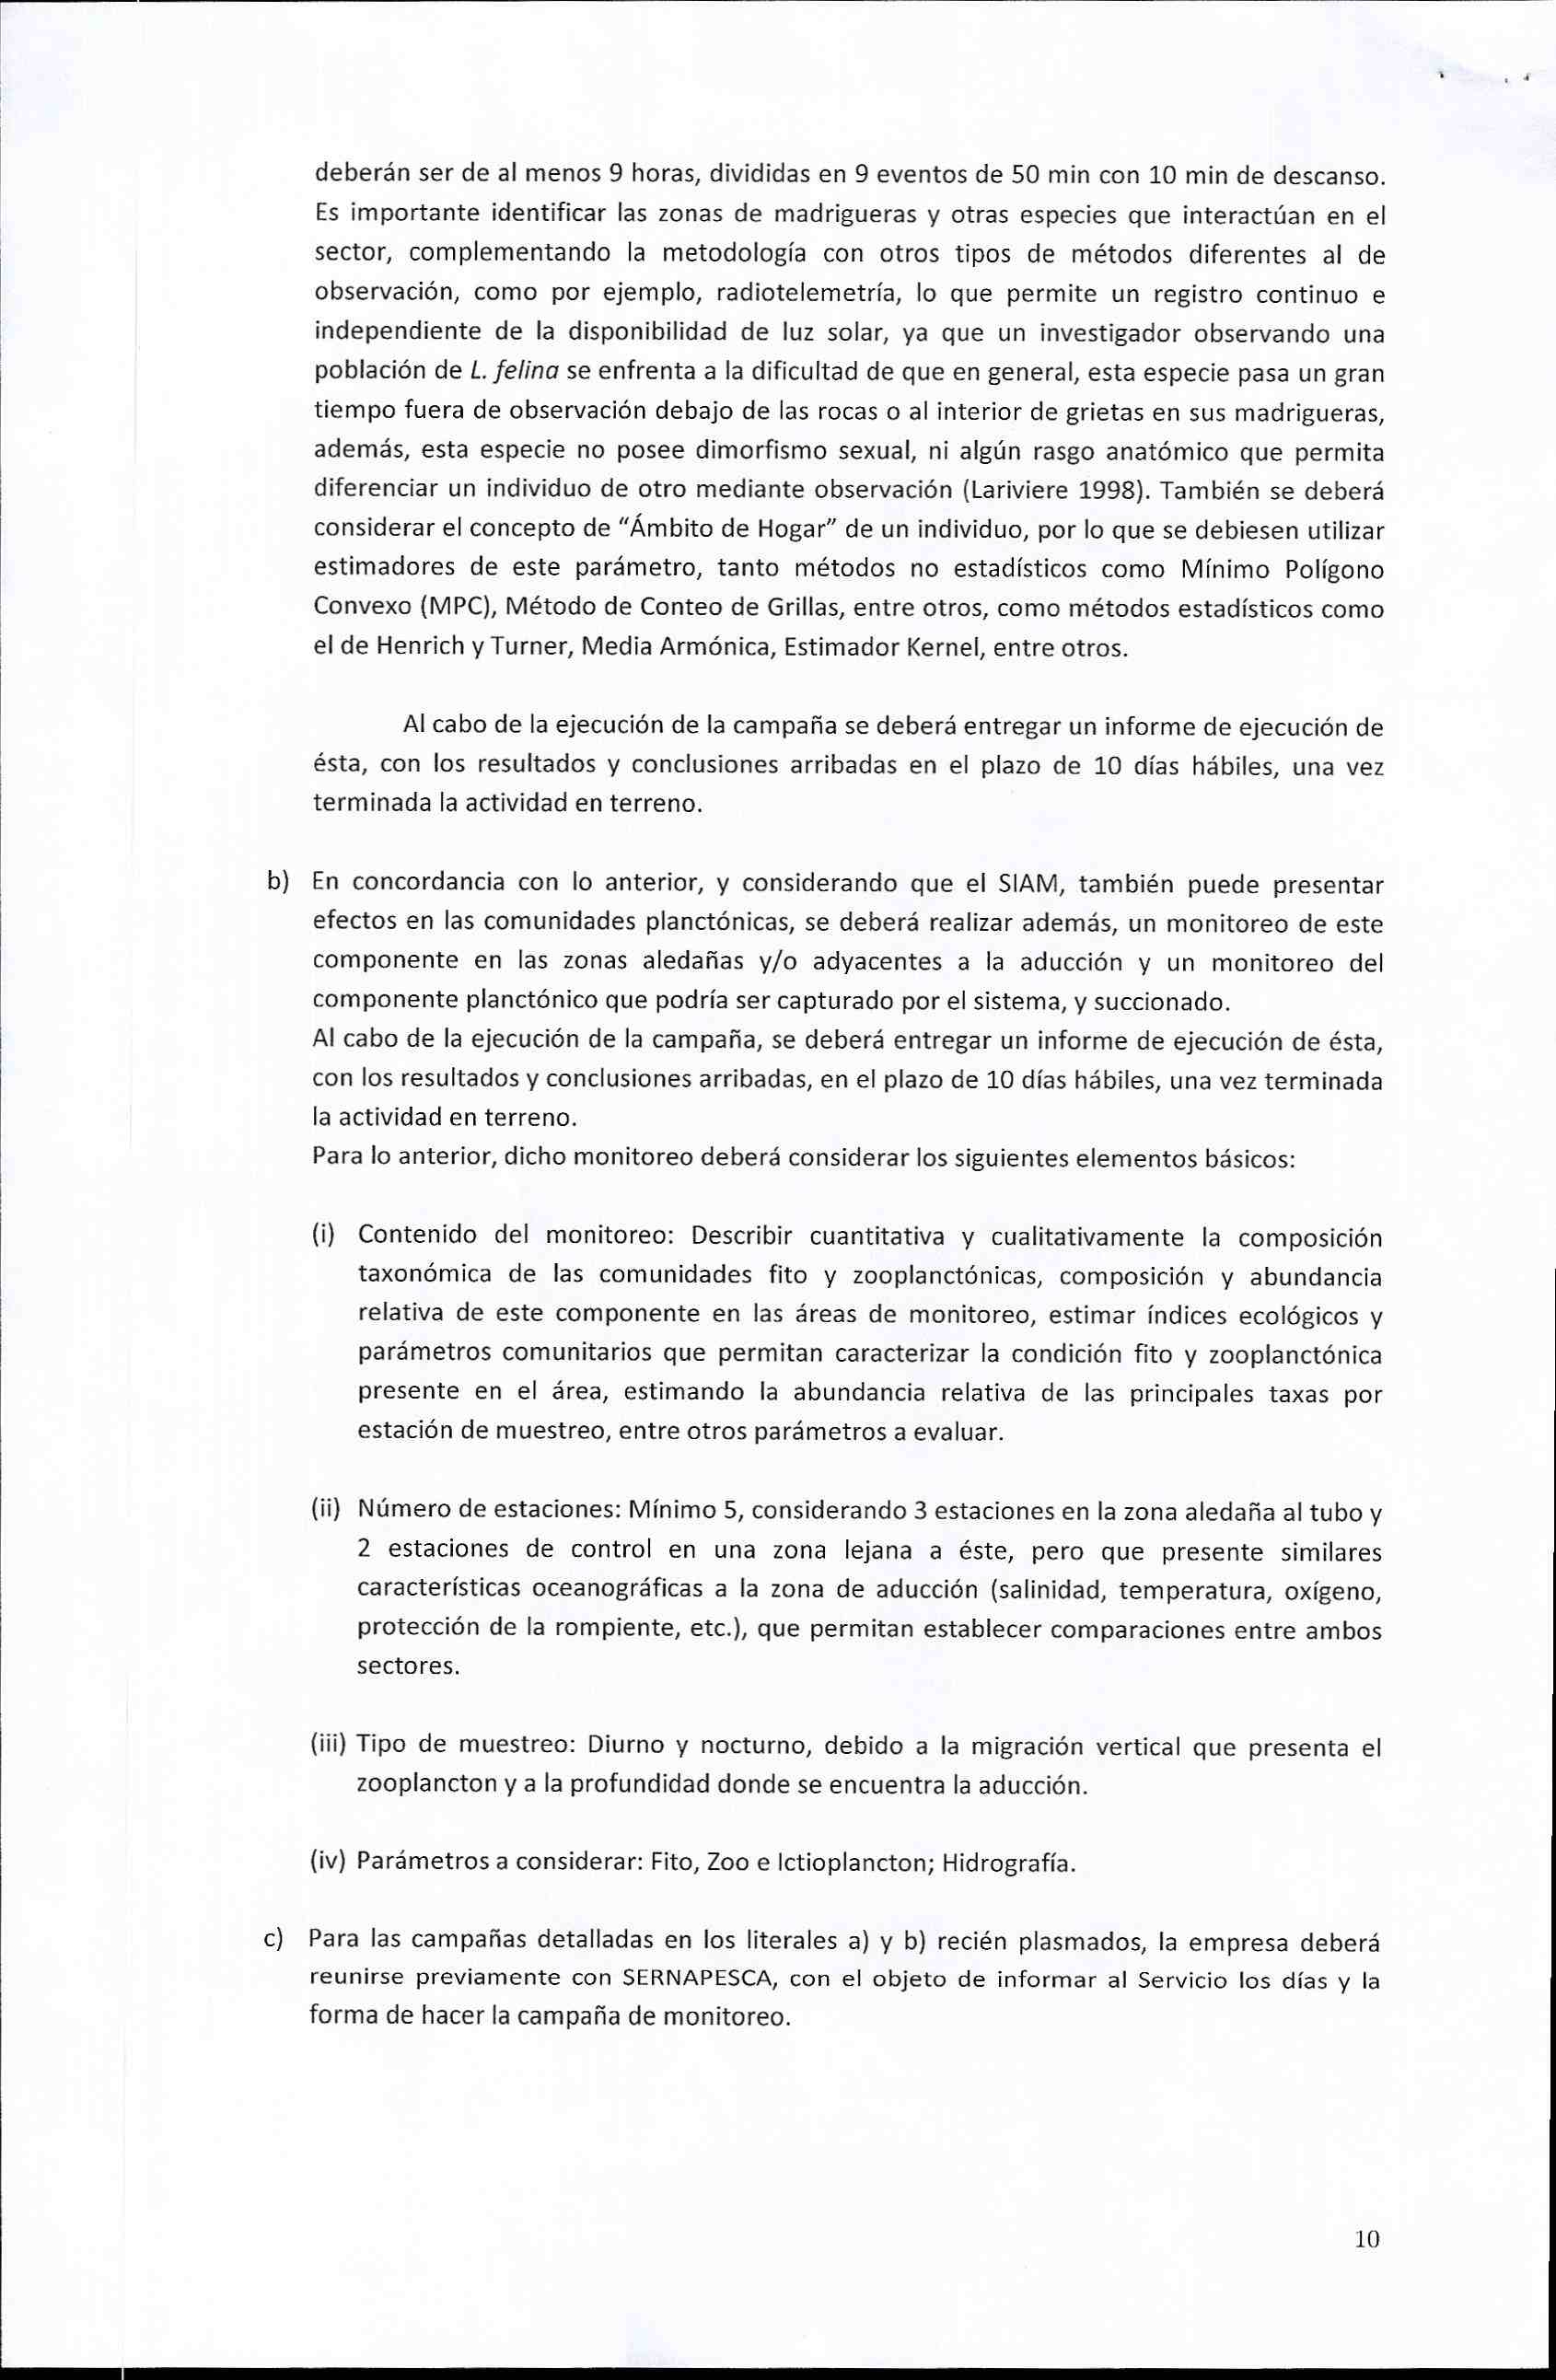 deberán ser de al menos 9 horas, divididas en 9 eventos de 50 min con 10 min de descanso.
Es importante identificar las zonas de madrigueras y otras especies que interactúan en el
sector, complementando la metodología con otros tipos de métodos diferentes al de
observación, como por ejemplo, radiotelemetría, lo que permite un registro continuo e
independiente de la disponibilidad de luz solar, ya que un investigador observando una
población de L. felina se enfrenta a la dificultad de que en general, esta especie pasa un gran
tiempo fuera de observación debajo de las rocas o al interior de grietas en sus madrigueras,
además, esta especie no posee dimorfismo sexual, ni algún rasgo anatómico que permita
diferenciar un individuo de otro mediante observación (Lariviere 1998). También se deberá
considerar el concepto de "Ámbito de Hogar" de un individuo, por lo que se debiesen utilizar
estimadores de este parámetro, tanto métodos no estadísticos como Mínimo Polígono
Convexo (MPC), Método de Conteo de Grillas, entre otros, como métodos estadísticos como
el de Henrich y Turner, Media Armónica, Estimador Kernel, entre otros.
Al cabo de la ejecución de la campaña se deberá entregar un informe de ejecución de
ésta, con los resultados y conclusiones arribadas en el plazo de 10 días hábiles, una vez
terminada la actividad en terreno.
b) En concordancia con lo anterior, y considerando que el SIAM, también puede presentar
efectos en las comunidades planctónicas, se deberá realizar además, un monitoreo de este
componente en las zonas aledañas y/o adyacentes a la aducción y un monitoreo del
componente planctónico que podría ser capturado por el sistema, y succionado.
Al cabo de la ejecución de la campaña, se deberá entregar un informe de ejecución de ésta,
con los resultados y conclusiones arribadas, en el plazo de 10 días hábiles, una vez terminada
la actividad en terreno.
Para lo anterior, dicho monitoreo deberá considerar los siguientes elementos básicos:
(i) Contenido del monitoreo: Describir cuantitativa y cualitativamente la composición
taxonómica de las comunidades fito y zooplanctónicas, composición y abundancia
relativa de este componente en las áreas de monitoreo, estimar índices ecológicos y
parámetros comunitarios que permitan caracterizar la condición fito y zooplanctónica
presente en el área, estimando la abundancia relativa de las principales taxas por
estación de muestreo, entre otros parámetros a evaluar.
(ii) Número de estaciones: Mínimo 5, considerando 3 estaciones en la zona aledaña al tubo y
2 estaciones de control en una zona lejana a éste, pero que presente similares
características oceanográficas a la zona de aducción (salinidad, temperatura, oxígeno,
protección de la rompiente, etc.), que permitan establecer comparaciones entre ambos
sectores.
(iii) Tipo de muestreo: Diurno y nocturno, debido a la migración vertical que presenta el
zooplancton y a la profundidad donde se encuentra la aducción.
(iv) Parámetros a considerar: Fito, Zoo e Ictioplancton; Hidrografía.
c) Para las campañas detalladas en los literales a) y b) recién plasmados, la empresa deberá
reunirse previamente con SERNAPESCA, con el objeto de informar al Servicio los días y la
forma de hacer la campaña de monitoreo.
10